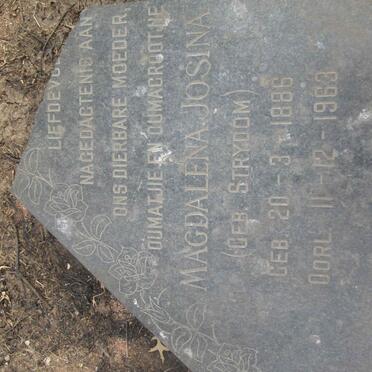 LIEFDEVOLLE
NAGEDAGTENIS AAN
ONS DIERBARE MOEDER,
OUMATJIE EN OUMAGROOTJIE
MAGDALENA JOSINA
(GEB. STRYDOM)
GEB. 20-3-1886
OORL. 11-12-1963